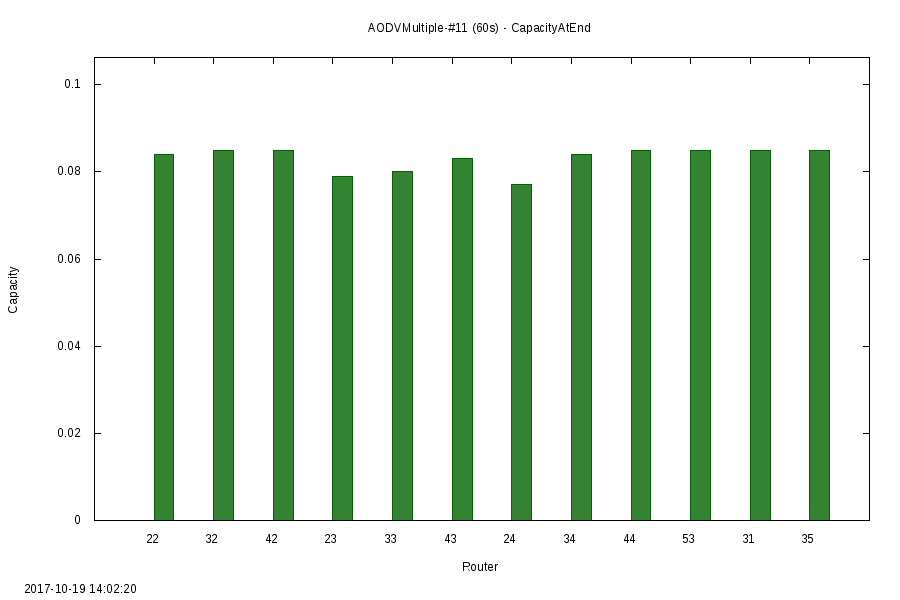 AODVMultiple-#11 (60s) - CapacityAtEnd
0.1
0.08
0.06
0.04
0.02
0
Capacity
22 32 42 23 33 43 24 34 44 53 31 35
Router
2017-10-19 14:02:20